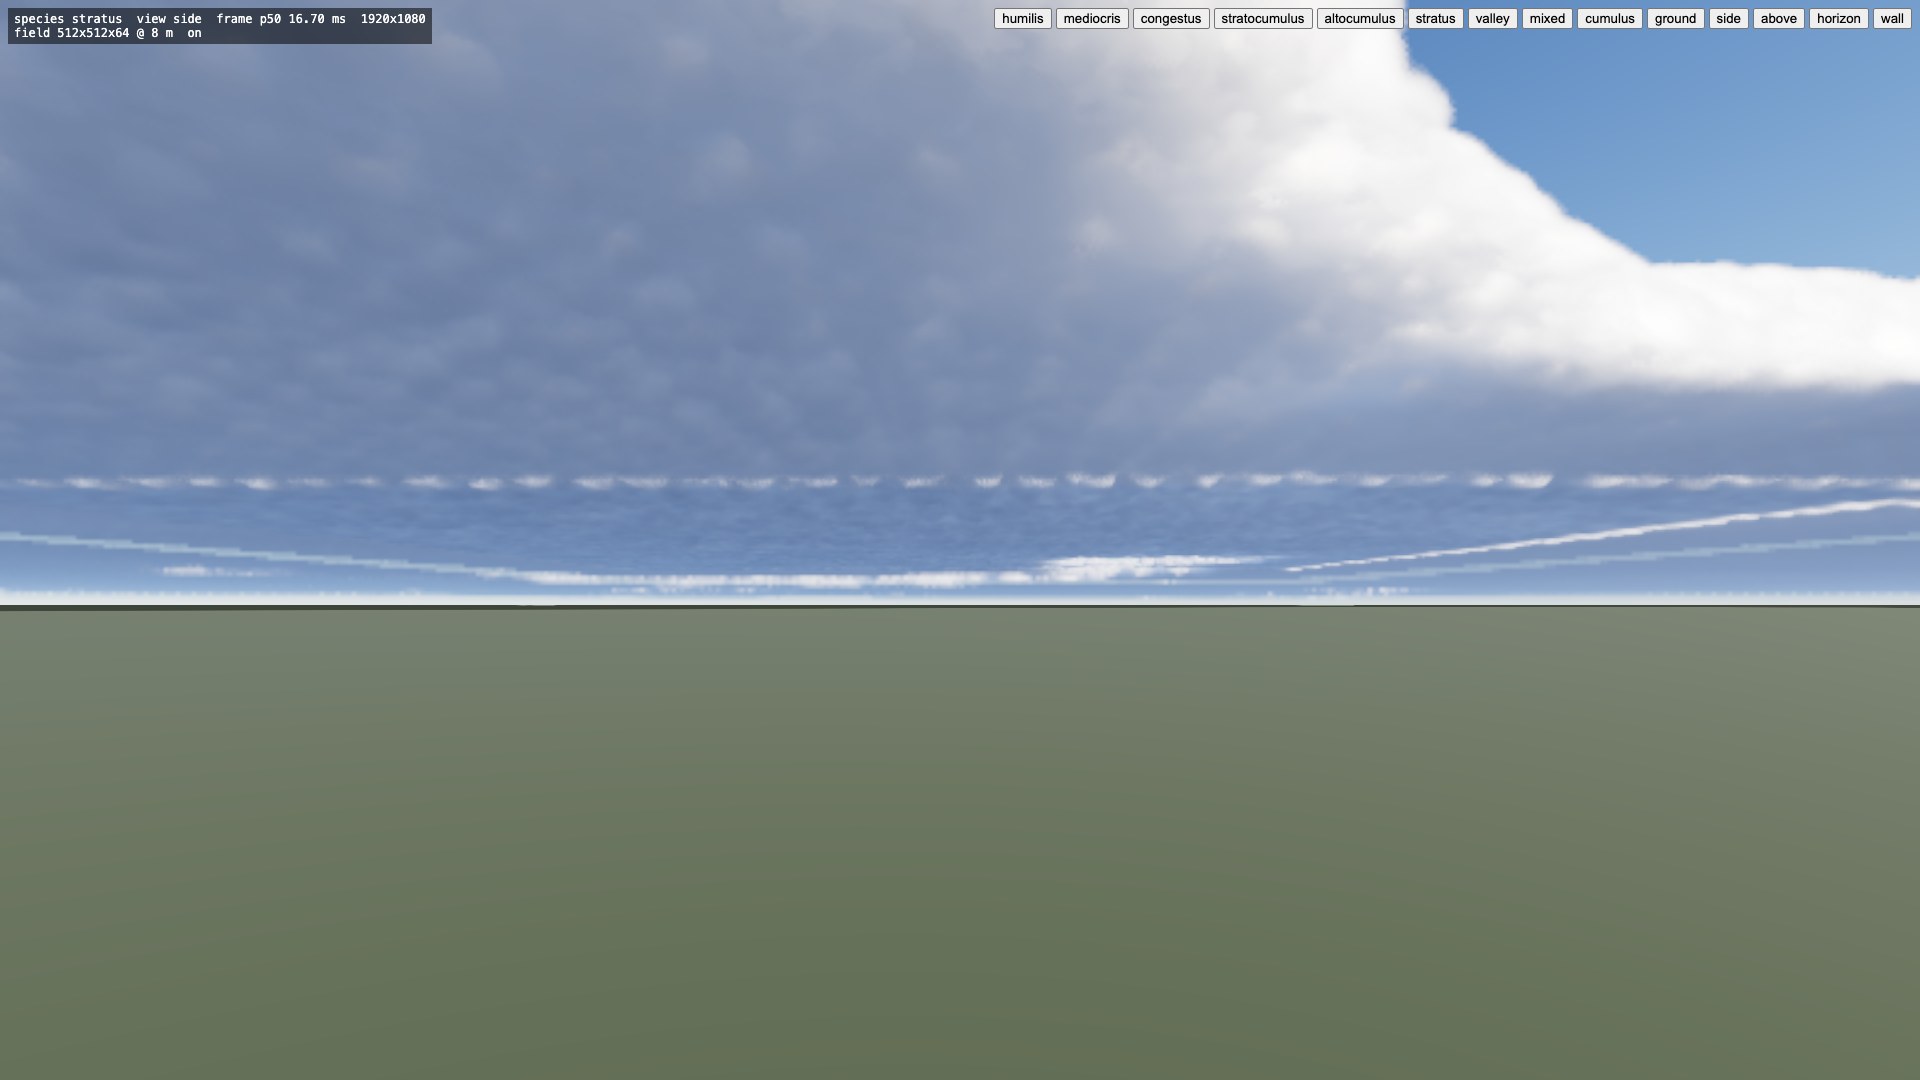 species stratus  view side  frame p50 16.70 ms  1920x1080
field 512x512x64 @ 8 m  on
humilis mediocris congestus stratocumulus altocumulus stratus valley mixed cumulus ground side above horizon wall